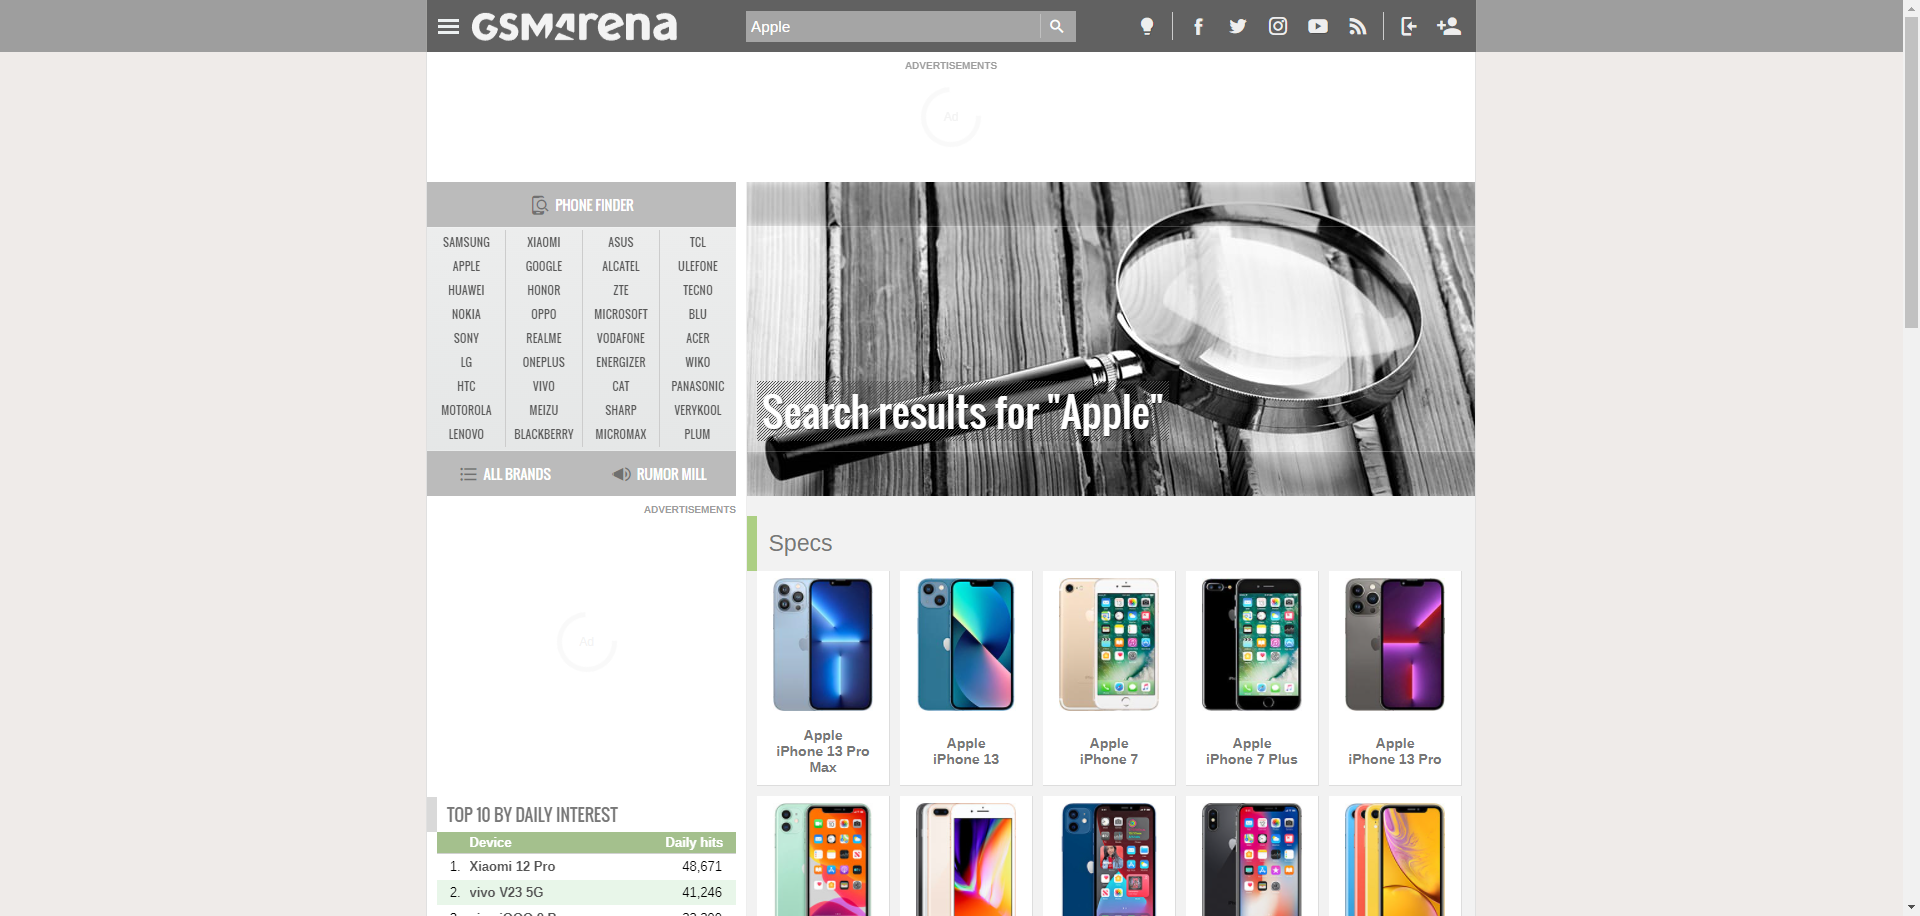 GSMArena
Apple
ADVERTISEMENTS
Ad
PHONE FINDER
SAMSUNG XIAOMI ASUS TCL
APPLE GOOGLE ALCATEL ULEFONE
HUAWEI HONOR ZTE TECNO
NOKIA OPPO MICROSOFT BLU
SONY REALME VODAFONE ACER
LG ONEPLUS ENERGIZER WIKO
HTC VIVO CAT PANASONIC
MOTOROLA MEIZU SHARP VERYKOOL
LENOVO BLACKBERRY MICROMAX PLUM
ALL BRANDS RUMOR MILL
Search results for "Apple"
ADVERTISEMENTS
Ad
Specs
Apple
iPhone 13 Pro
Max
Apple
iPhone 13
Apple
iPhone 7
Apple
iPhone 7 Plus
Apple
iPhone 13 Pro
TOP 10 BY DAILY INTEREST
Device Daily hits
1. Xiaomi 12 Pro 48,671
2. vivo V23 5G 41,246